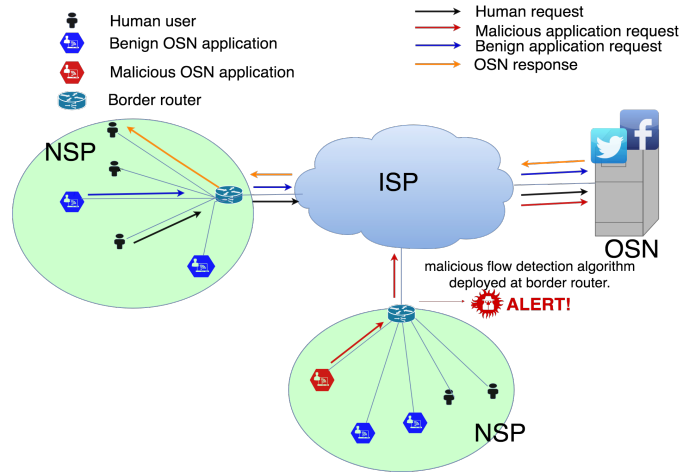 Human user
Benign OSN application
Malicious OSN application
Border router
Human request
Malicious application request
Benign application request
OSN response
NSP
ISP
OSN
malicious flow detection algorithm
deployed at border router.
ALERT!
NSP